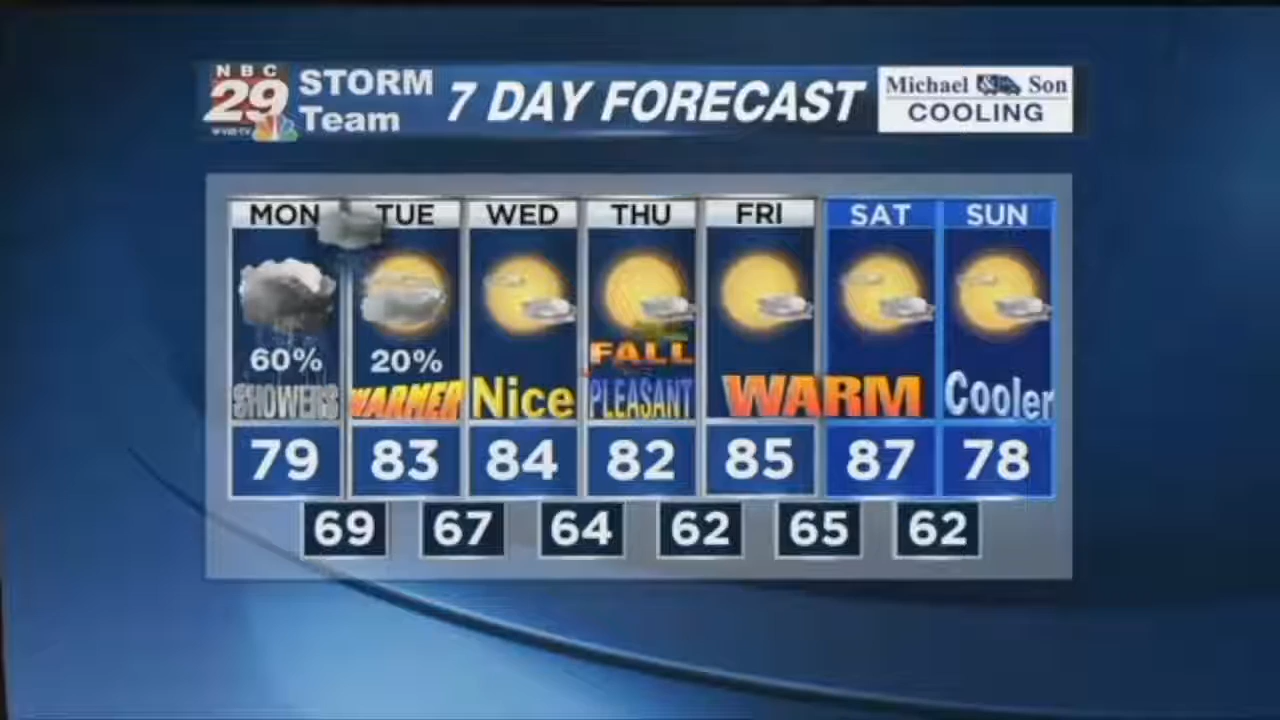 NBC
29
WVIR-TV
STORM
Team
7 DAY FORECAST
Michael & Son
COOLING
MON TUE WED THU FRI SAT SUN
60% 20% FALL
SHOWERS WARMER Nice PLEASANT WARM Cooler
79 83 84 82 85 87 78
69 67 64 62 65 62